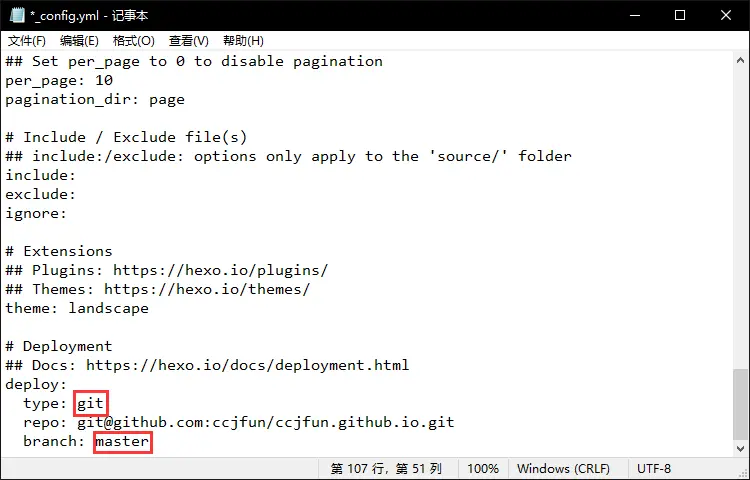 *_config.yml - 记事本
文件(F) 编辑(E) 格式(O) 查看(V) 帮助(H)
## Set per_page to 0 to disable pagination
per_page: 10
pagination_dir: page
# Include / Exclude file(s)
## include:/exclude: options only apply to the 'source/' folder
include:
exclude:
ignore:
# Extensions
## Plugins: https://hexo.io/plugins/
## Themes: https://hexo.io/themes/
theme: landscape
# Deployment
## Docs: https://hexo.io/docs/deployment.html
deploy:
  type: git
  repo: git@github.com:ccjfun/ccjfun.github.io.git
  branch: master
第 107 行，第 51 列 100% Windows (CRLF) UTF-8